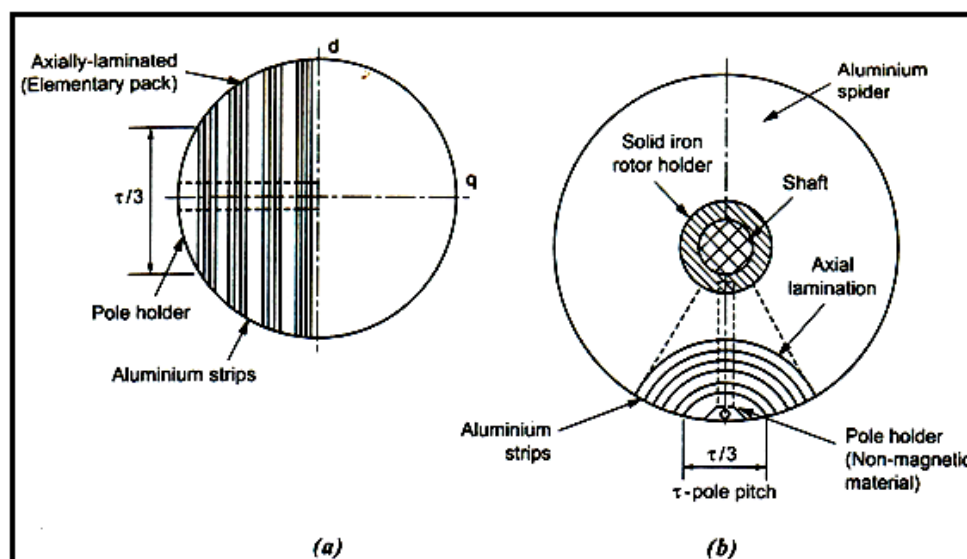 d
Axially-laminated
(Elementary pack)
τ/3
q
Pole holder
Aluminium strips
(a)
Aluminium
spider
Solid iron
rotor holder
Shaft
Axial
lamination
Aluminium
strips
τ/3
τ-pole pitch
Pole holder
(Non-magnetic
material)
(b)